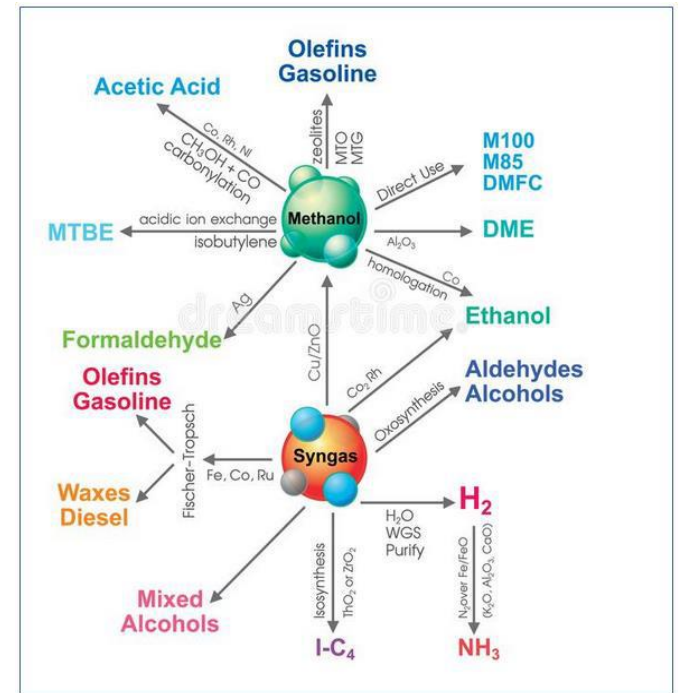 Olefins
Gasoline
Acetic Acid
Co, Rh, NI
CH₃OH + CO
carbonylation
zeolites
MTO
MTG
M100
M85
DMFC
Direct Use
Methanol
MTBE
acidic ion exchange
isobutylene
DME
Al₂O₃
Co
homologation
Ag
dreamstime.
Ethanol
Formaldehyde
Cu/ZnO
Co₂ Rh
Olefins
Gasoline
Aldehydes
Alcohols
Oxosynthesis
Syngas
Fischer-Tropsch
Fe, Co, Ru
Waxes
Diesel
H₂O
WGS
Purify
H₂
Isosynthesis
ThO₂ or ZrO₂
N₂over Fe/FeO
(K₂O, Al₂O₃, CaO)
Mixed
Alcohols
I-C₄
NH₃